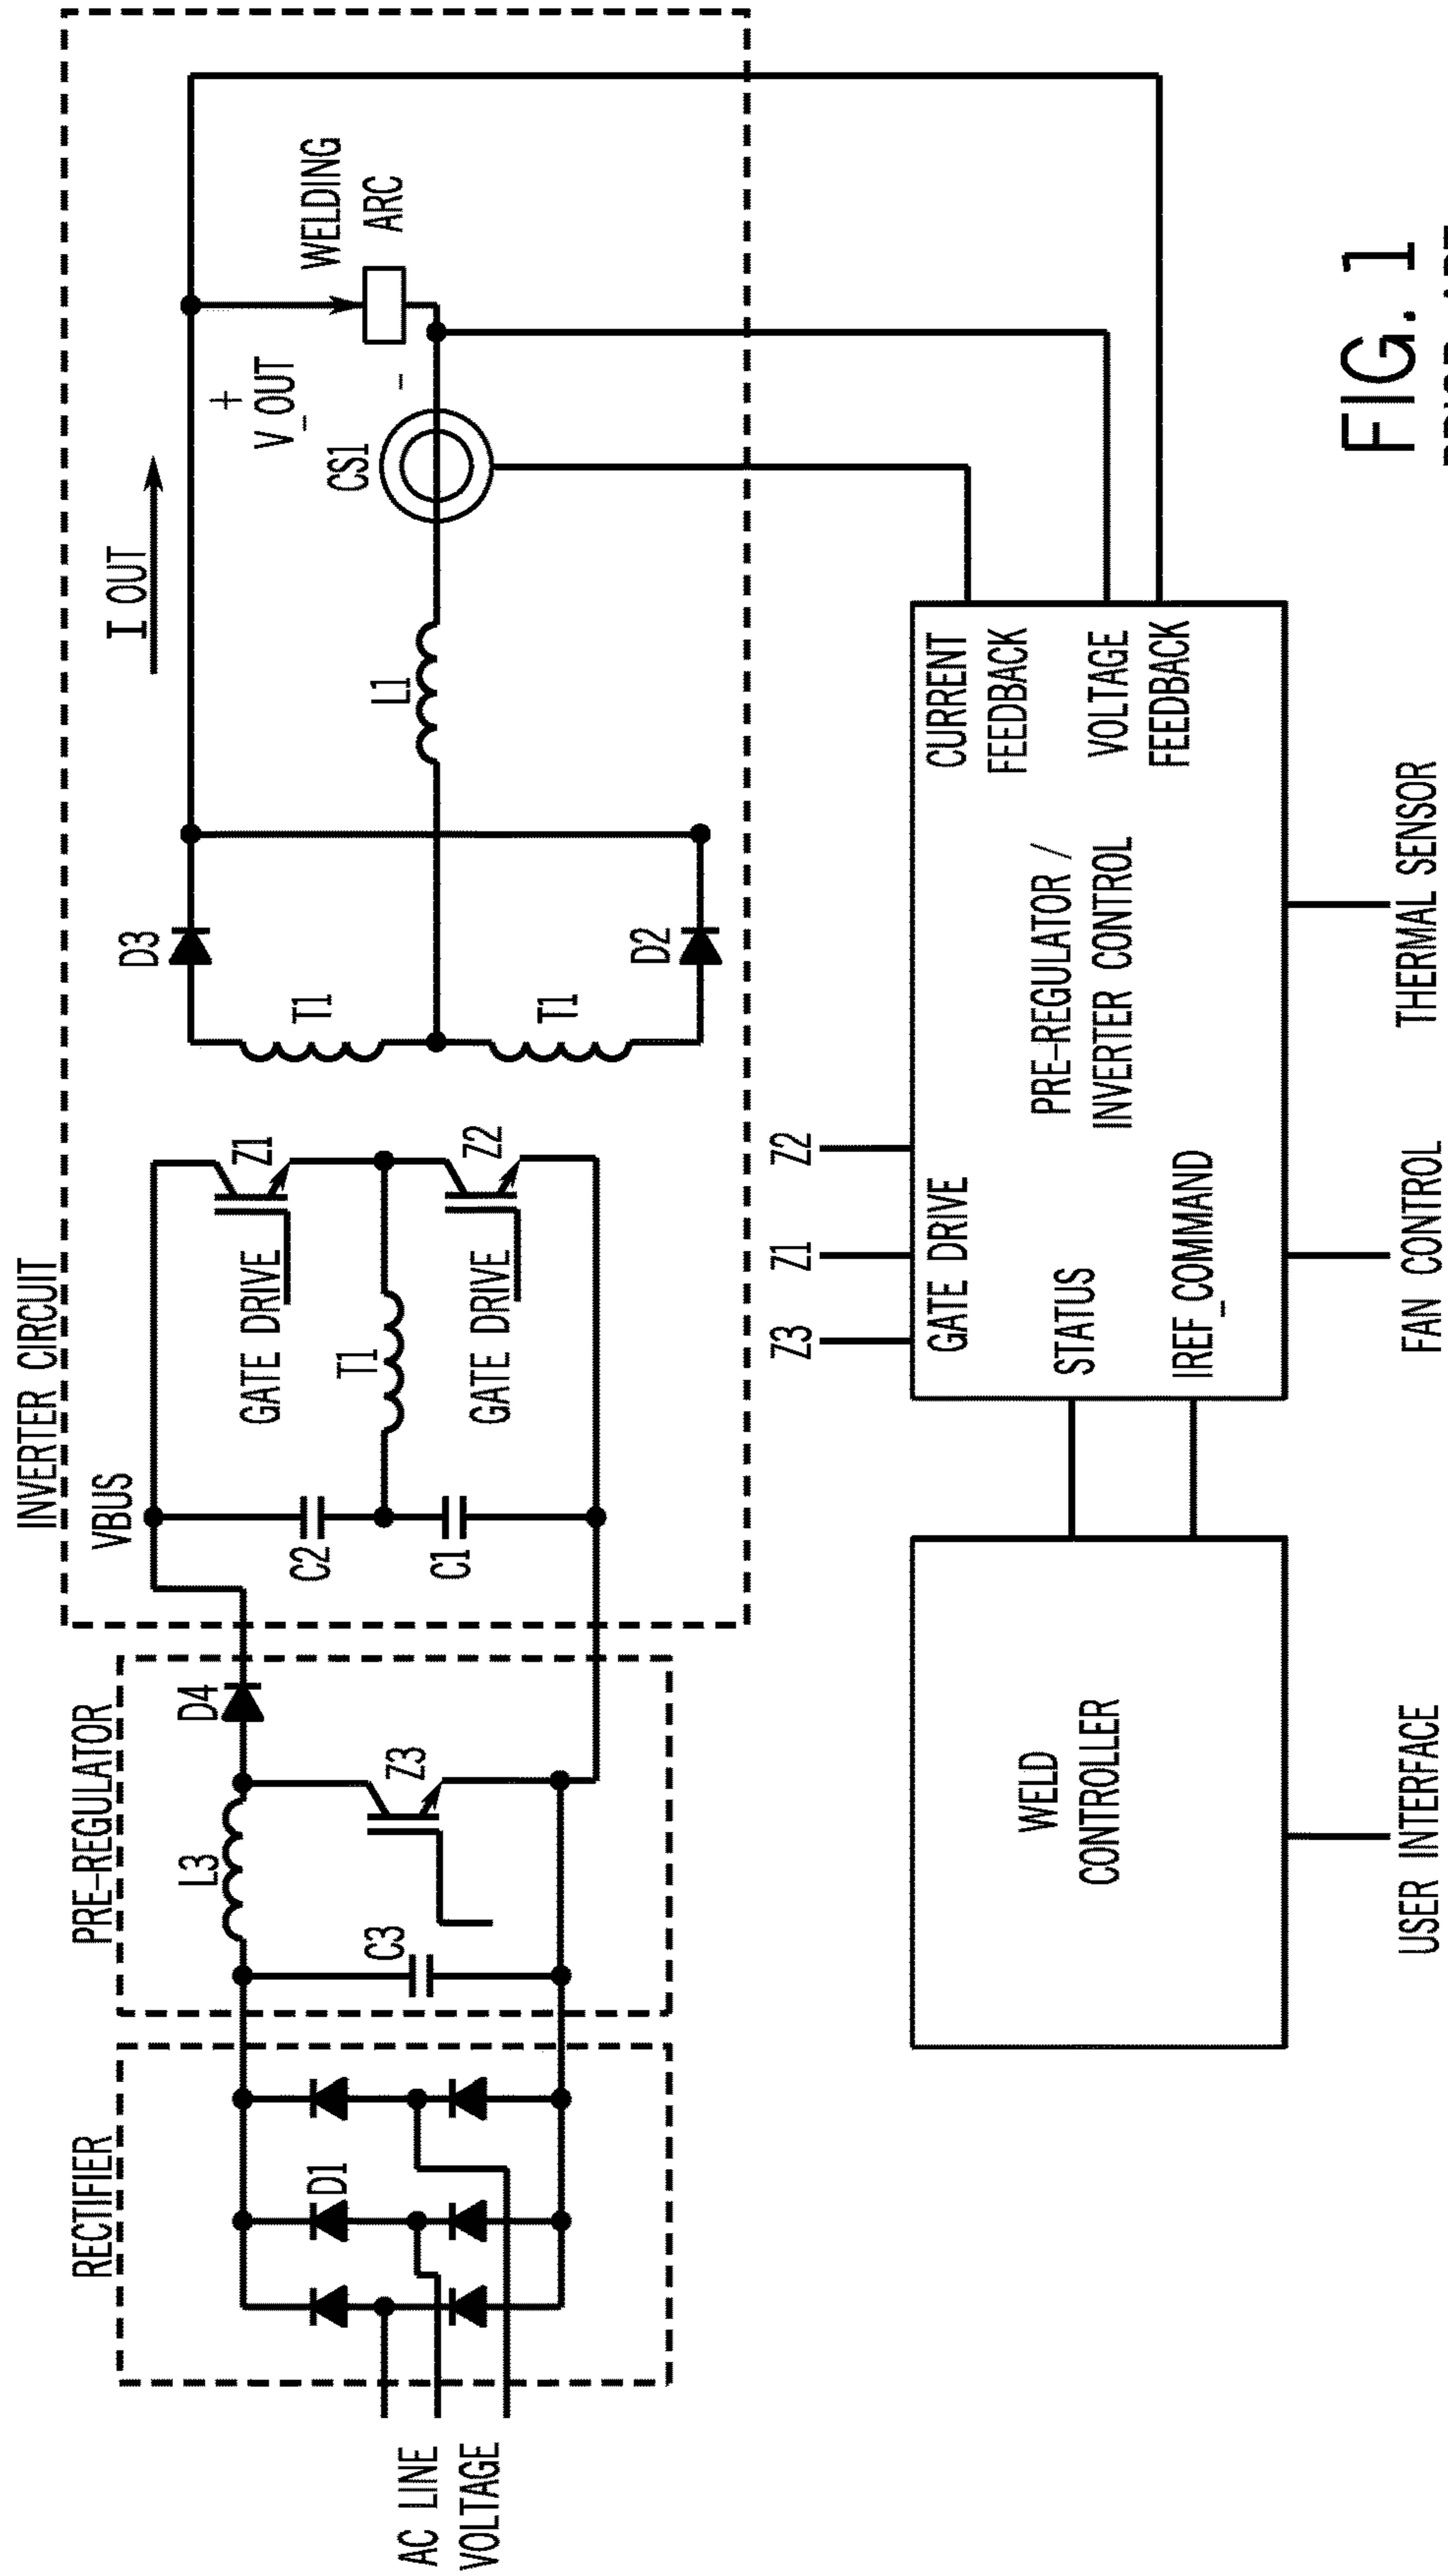 INVERTER CIRCUIT
PRE-REGULATOR
RECTIFIER
AC LINE
VOLTAGE
D1
C3
L3
Z3
D4
VBUS
C2
C1
GATE DRIVE
T1
GATE DRIVE
Z1
Z2
T1
T1
D3
D2
I OUT
L1
CS1
+
V_OUT
-
WELDING
ARC
Z3
Z1
Z2
GATE DRIVE
CURRENT
FEEDBACK
STATUS
PRE-REGULATOR /
INVERTER CONTROL
VOLTAGE
FEEDBACK
IREF_COMMAND
WELD
CONTROLLER
USER INTERFACE
FAN CONTROL
THERMAL SENSOR
FIG. 1